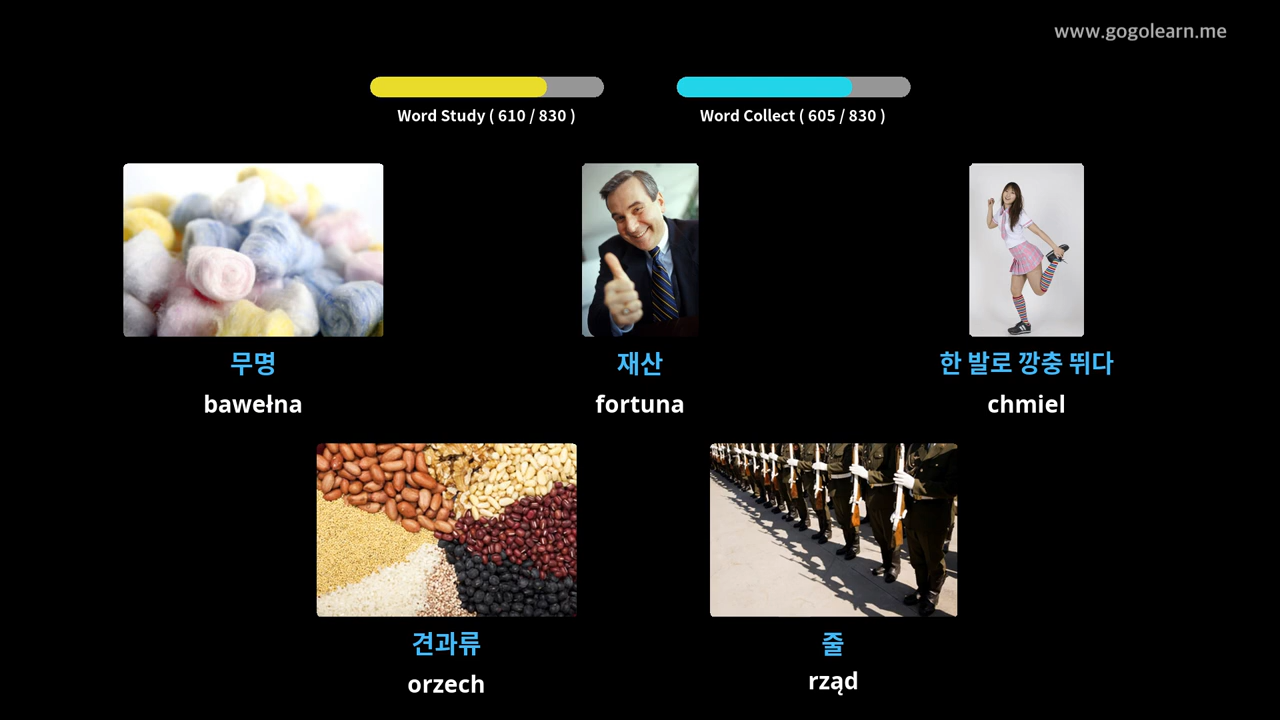 www.gogolearn.me
Word Study ( 610 / 830 )
Word Collect ( 605 / 830 )
무명
재산
한 발로 깡충 뛰다
bawełna
fortuna
chmiel
견과류
줄
orzech
rząd